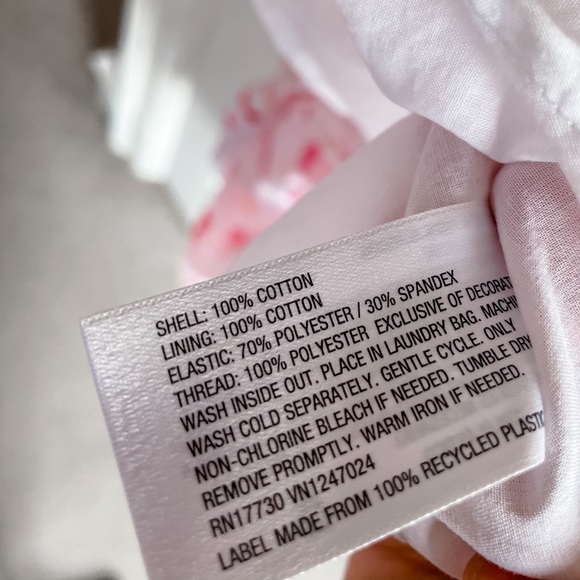 SHELL: 100% COTTON
LINING: 100% COTTON
ELASTIC: 70% POLYESTER / 30% SPANDEX
THREAD: 100% POLYESTER EXCLUSIVE OF DECORAT
WASH INSIDE OUT. PLACE IN LAUNDRY BAG. MACHI
WASH COLD SEPARATELY. GENTLE CYCLE. ONLY
NON-CHLORINE BLEACH IF NEEDED. TUMBLE DRY
REMOVE PROMPTLY. WARM IRON IF NEEDED.
RN17730 VN1247024
LABEL MADE FROM 100% RECYCLED PLASTIC